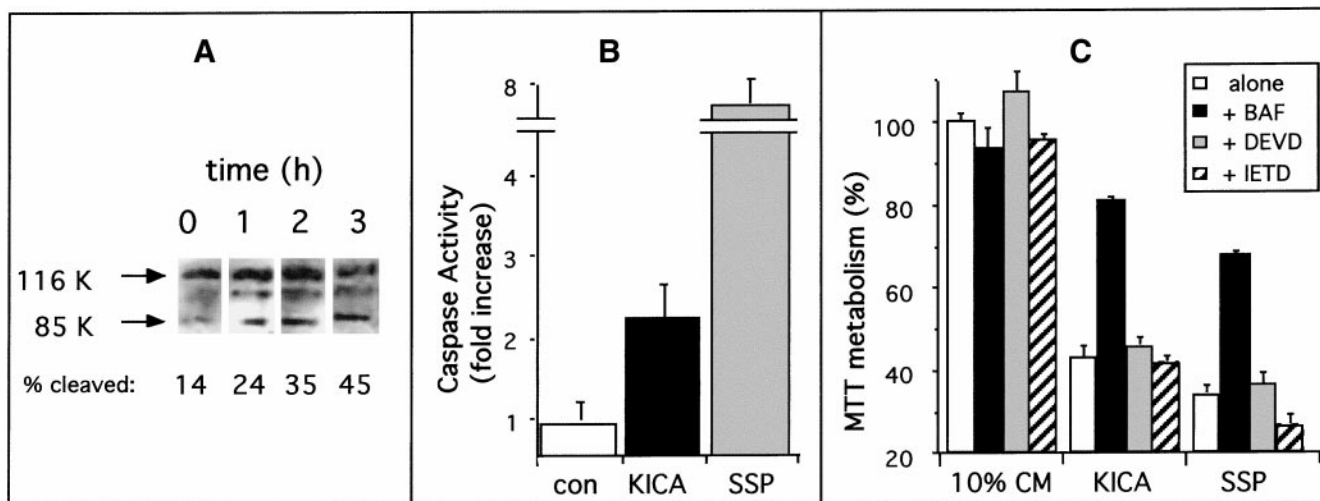 A
time (h)
0 1 2 3
116 K
85 K
% cleaved: 14 24 35 45
B
Caspase Activity
(fold increase)
8
4
3
2
1
con KICA SSP
C
alone
+ BAF
+ DEVD
+ IETD
MTT metabolism (%)
100
80
60
40
20
10% CM KICA SSP